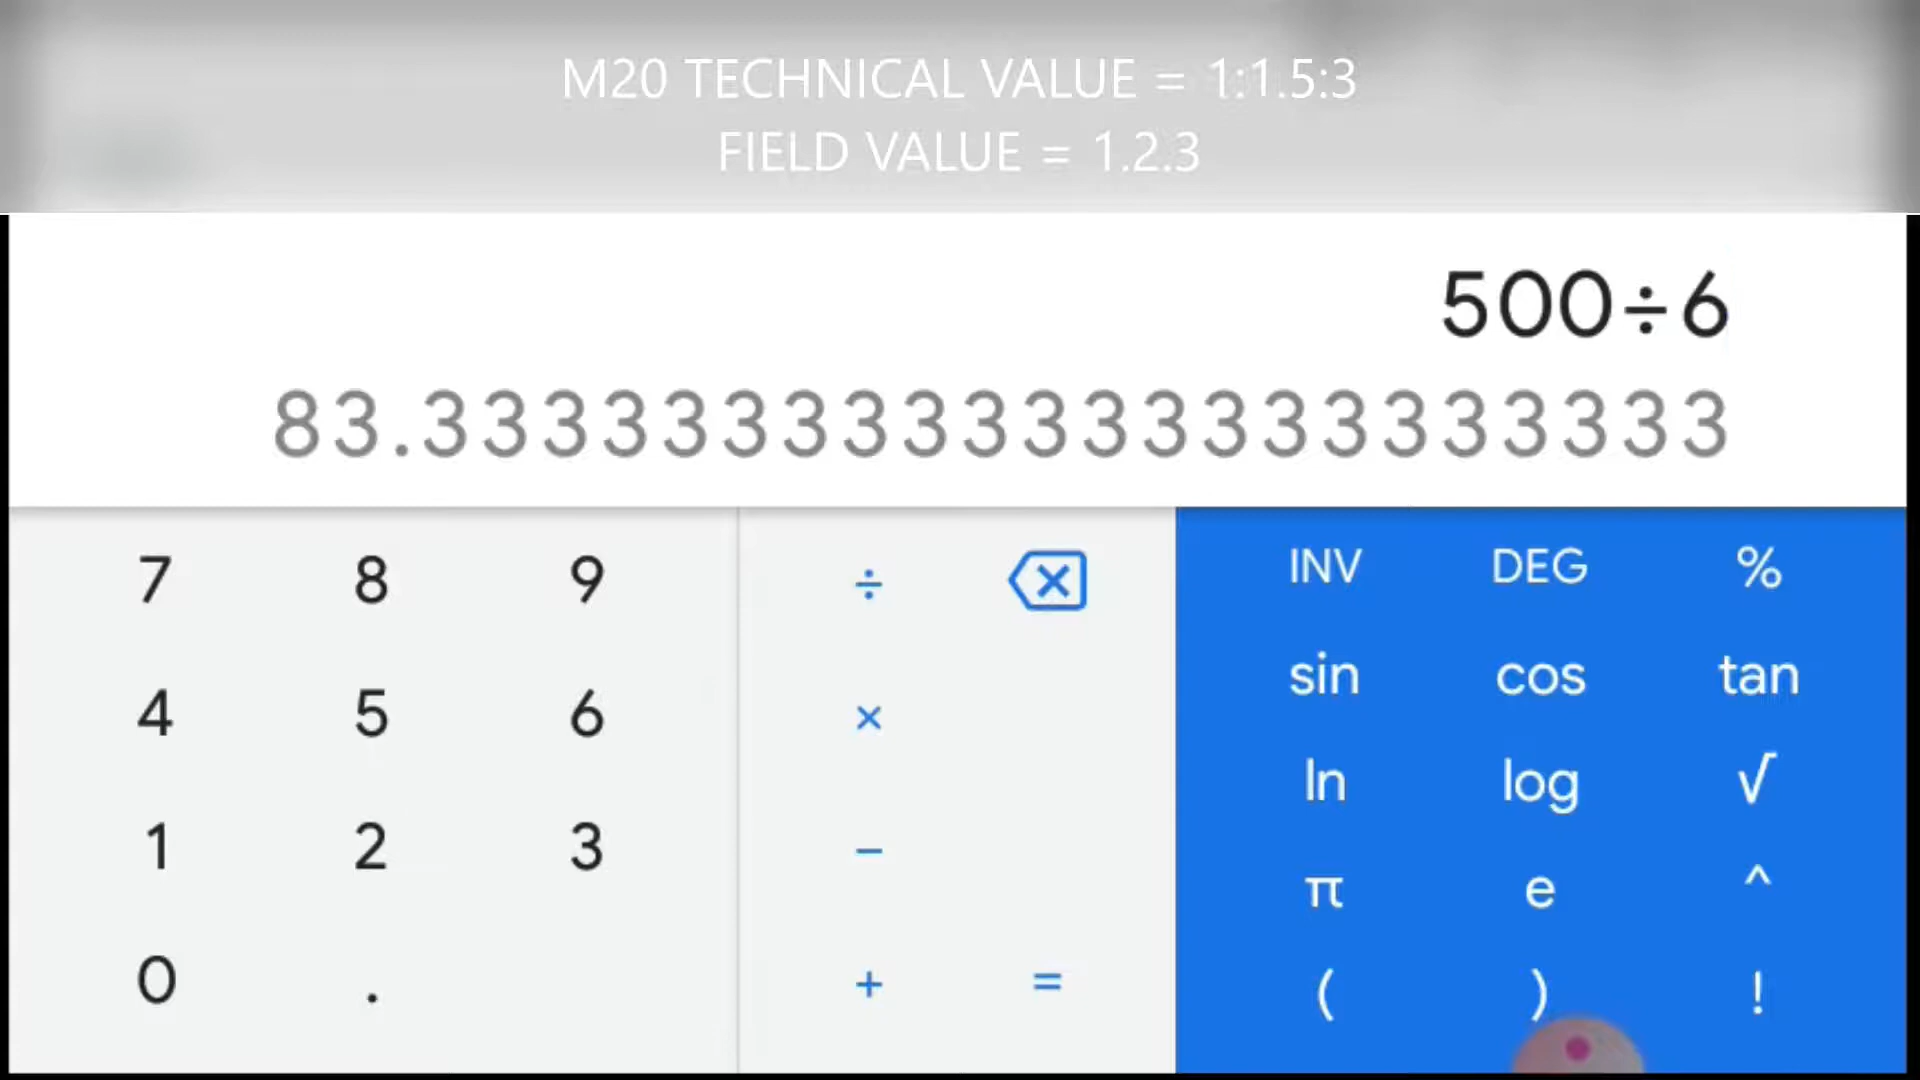 M20 TECHNICAL VALUE = 1:1.5:3
FIELD VALUE = 1.2.3
500÷6
83.3333333333333333333333
7 8 9 ÷ INV DEG %
4 5 6 × sin cos tan
1 2 3 − ln log √
π e ^
0 . + = ( ) !